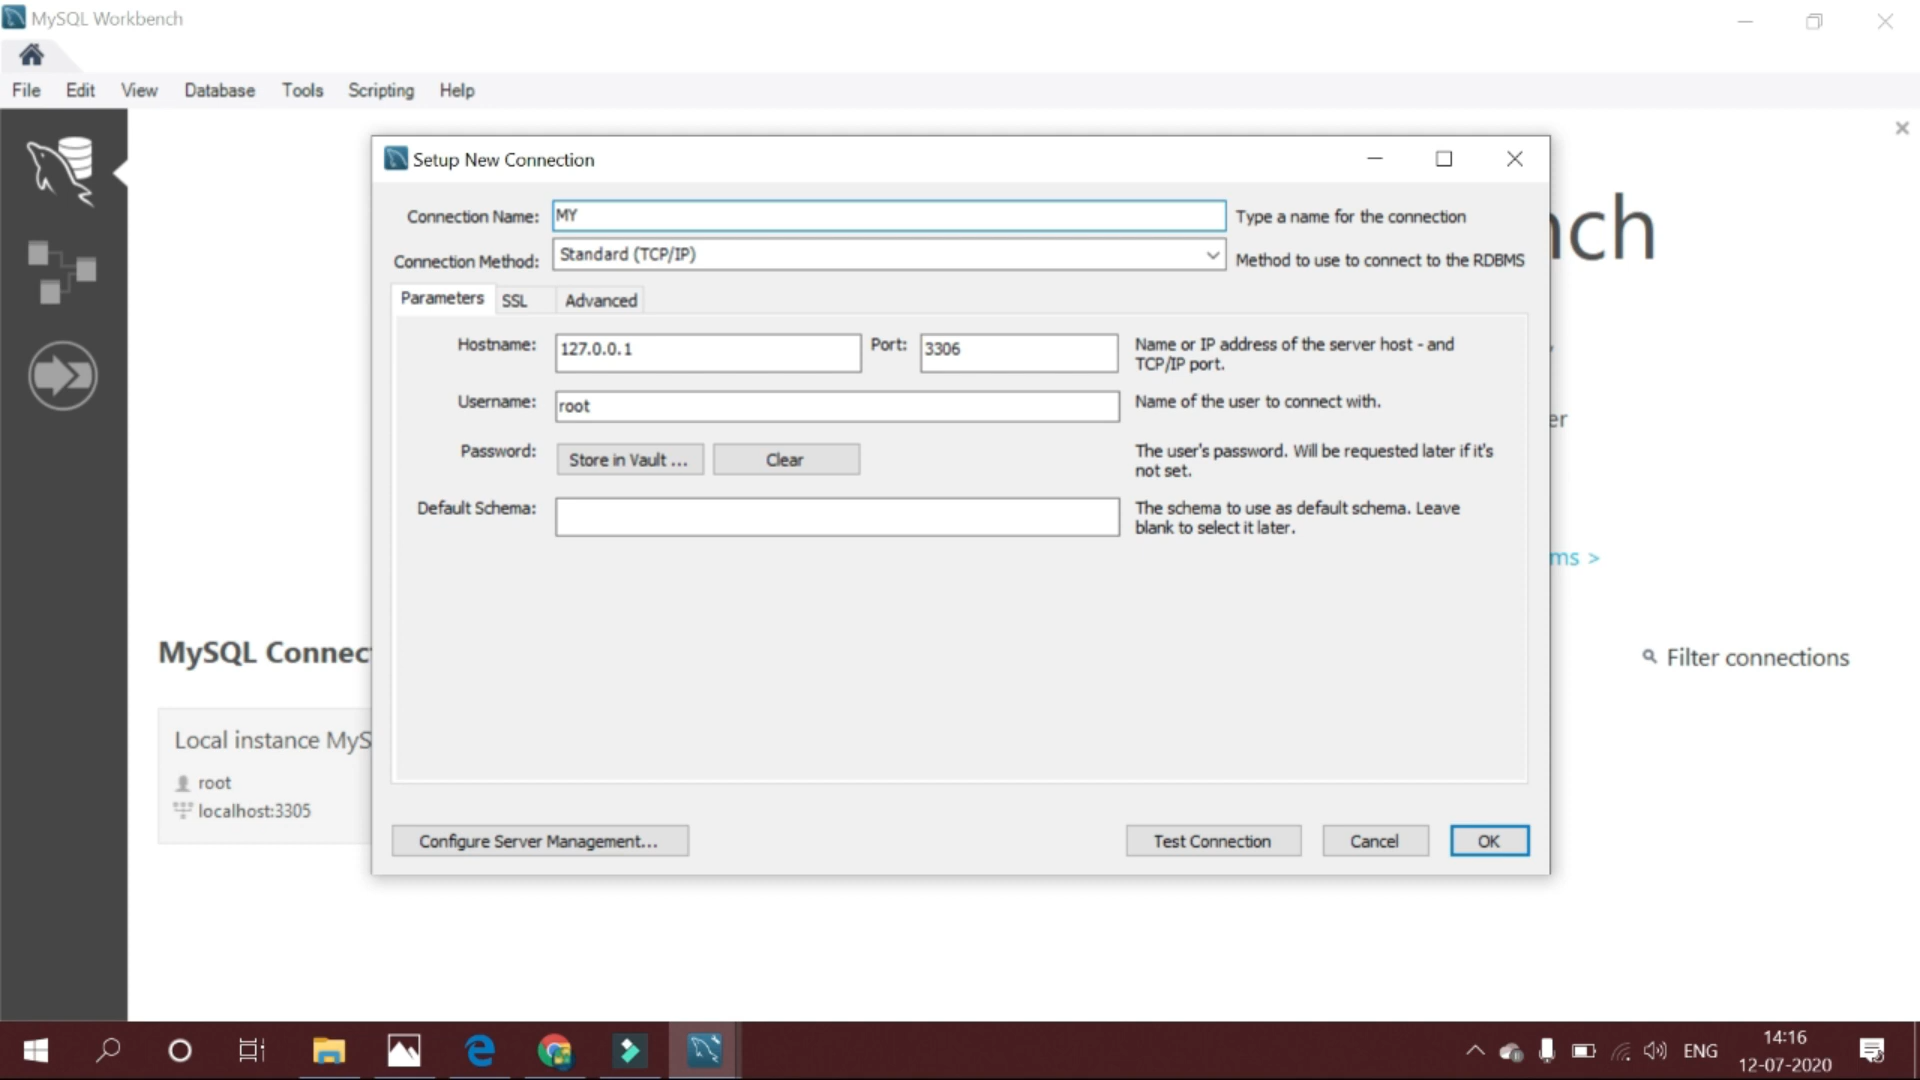 MySQL Workbench
File Edit View Database Tools Scripting Help
Setup New Connection
Connection Name: MY Type a name for the connection
Connection Method: Standard (TCP/IP) Method to use to connect to the RDBMS
nch
Parameters SSL Advanced
Hostname: 127.0.0.1 Port: 3306 Name or IP address of the server host - and
TCP/IP port.
Username: root Name of the user to connect with.
er
Password: Store in Vault ... Clear The user's password. Will be requested later if it's
not set.
Default Schema: The schema to use as default schema. Leave
blank to select it later.
ms >
MySQL Connect
Filter connections
Local instance MyS
root
localhost:3305
Configure Server Management... Test Connection Cancel OK
ENG 14:16
12-07-2020